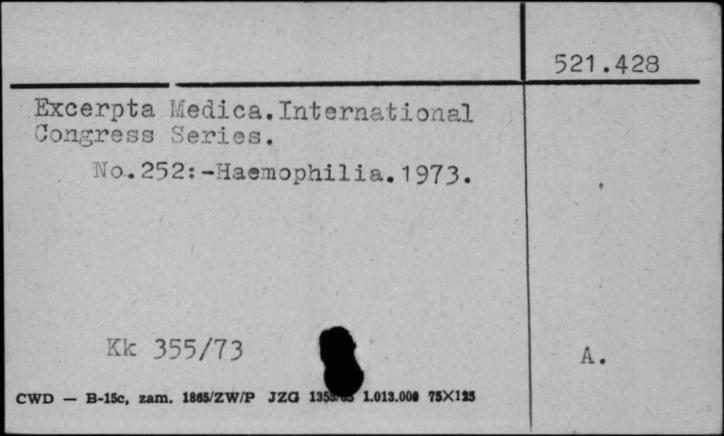 521.428
Excerpta Medica.International
Congress Series.
No.252:-Haemophilia.1973.
Kk 355/73
A.
CWD — B-15c, zam. 1865/ZW/P JZG 1.013.000 75X125